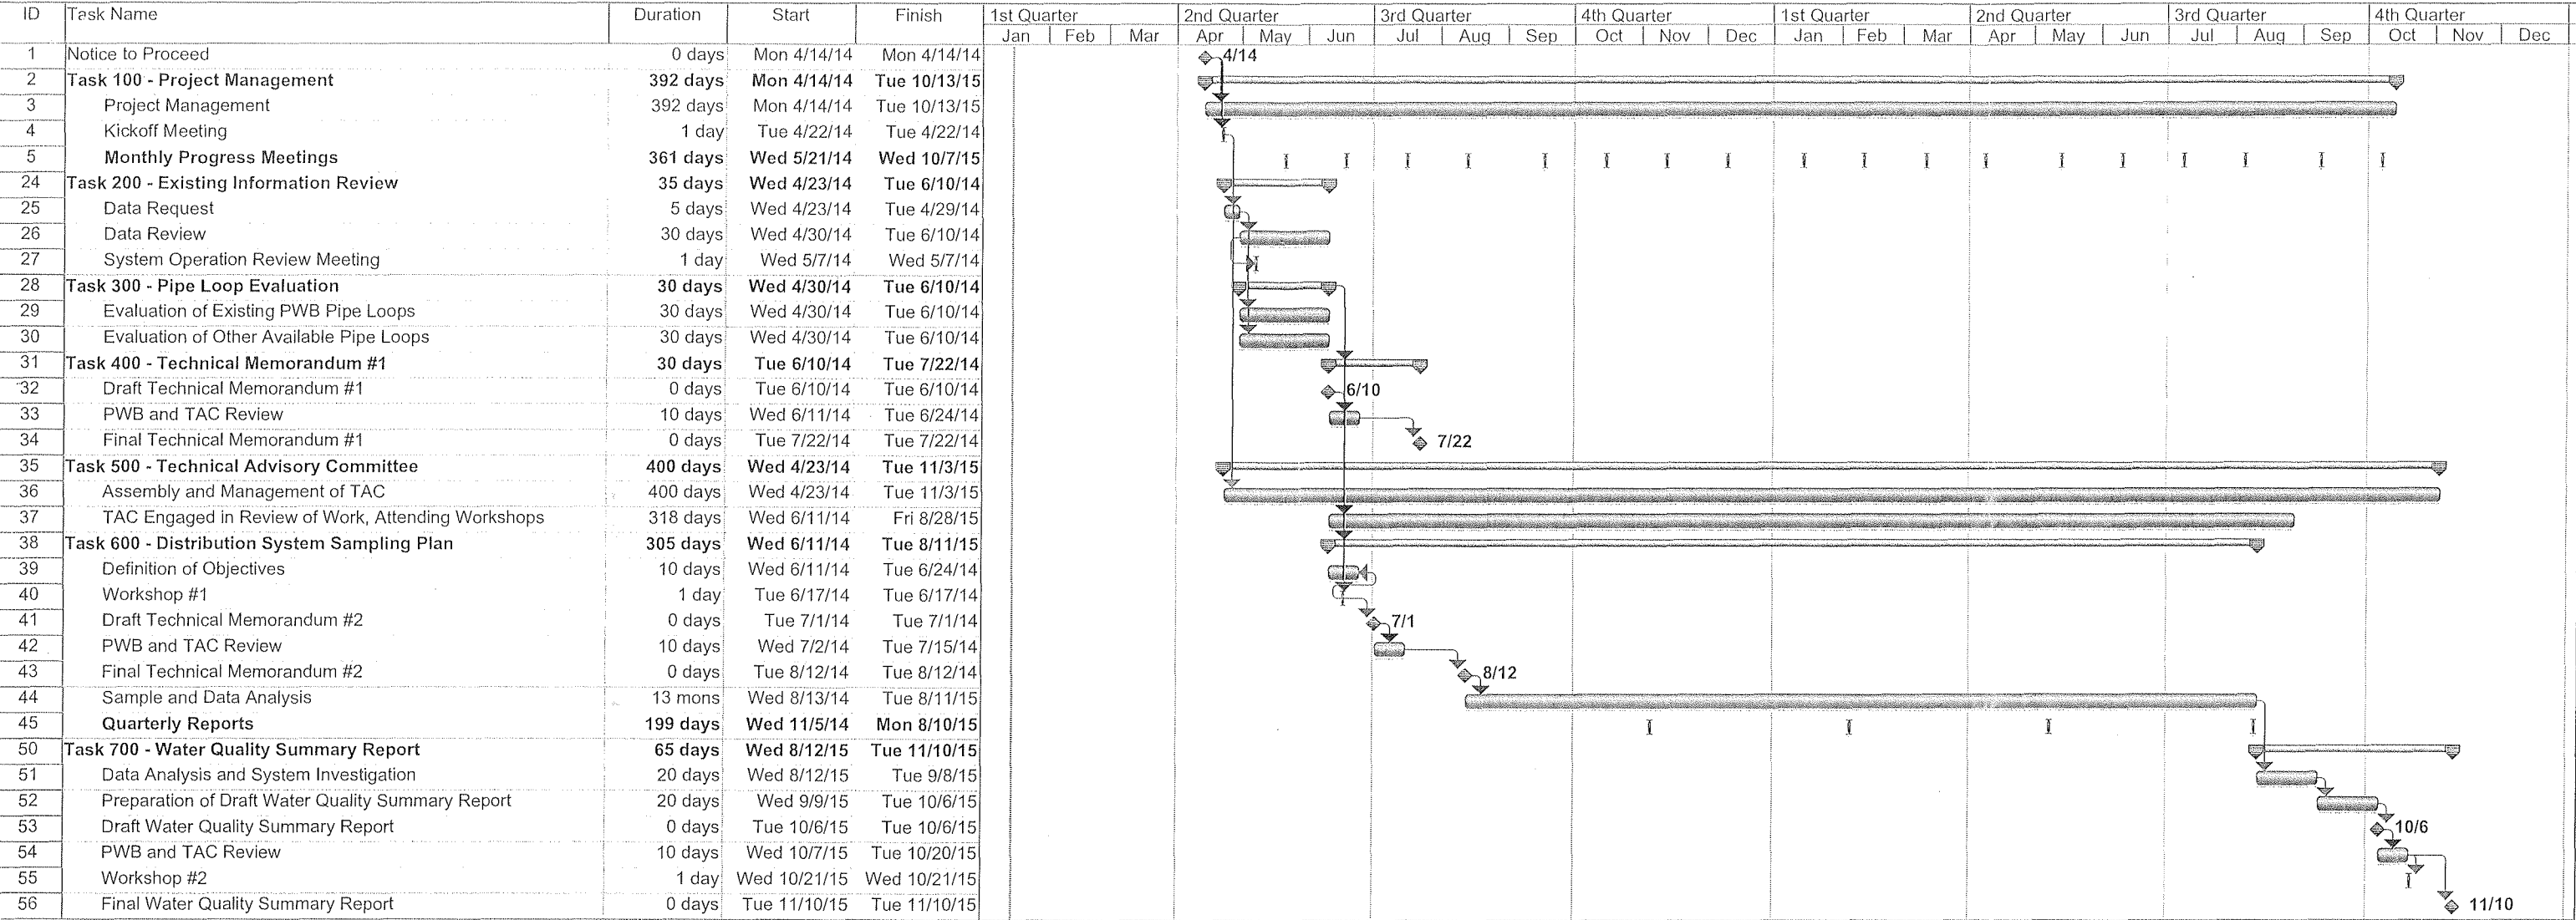 ID Task Name Duration Start Finish 1st Quarter 2nd Quarter 3rd Quarter 4th Quarter 1st Quarter 2nd Quarter 3rd Quarter 4th Quarter
Jan Feb Mar Apr May Jun Jul Aug Sep Oct Nov Dec Jan Feb Mar Apr May Jun Jul Aug Sep Oct Nov Dec
1 Notice to Proceed 0 days Mon 4/14/14 Mon 4/14/14 4/14
2 Task 100 - Project Management 392 days Mon 4/14/14 Tue 10/13/15
3 Project Management 392 days Mon 4/14/14 Tue 10/13/15
4 Kickoff Meeting 1 day Tue 4/22/14 Tue 4/22/14
5 Monthly Progress Meetings 361 days Wed 5/21/14 Wed 10/7/15
24 Task 200 - Existing Information Review 35 days Wed 4/23/14 Tue 6/10/14
25 Data Request 5 days Wed 4/23/14 Tue 4/29/14
26 Data Review 30 days Wed 4/30/14 Tue 6/10/14
27 System Operation Review Meeting 1 day Wed 5/7/14 Wed 5/7/14
28 Task 300 - Pipe Loop Evaluation 30 days Wed 4/30/14 Tue 6/10/14
29 Evaluation of Existing PWB Pipe Loops 30 days Wed 4/30/14 Tue 6/10/14
30 Evaluation of Other Available Pipe Loops 30 days Wed 4/30/14 Tue 6/10/14
31 Task 400 - Technical Memorandum #1 30 days Tue 6/10/14 Tue 7/22/14
32 Draft Technical Memorandum #1 0 days Tue 6/10/14 Tue 6/10/14 6/10
33 PWB and TAC Review 10 days Wed 6/11/14 Tue 6/24/14
34 Final Technical Memorandum #1 0 days Tue 7/22/14 Tue 7/22/14 7/22
35 Task 500 - Technical Advisory Committee 400 days Wed 4/23/14 Tue 11/3/15
36 Assembly and Management of TAC 400 days Wed 4/23/14 Tue 11/3/15
37 TAC Engaged in Review of Work, Attending Workshops 318 days Wed 6/11/14 Fri 8/28/15
38 Task 600 - Distribution System Sampling Plan 305 days Wed 6/11/14 Tue 8/11/15
39 Definition of Objectives 10 days Wed 6/11/14 Tue 6/24/14
40 Workshop #1 1 day Tue 6/17/14 Tue 6/17/14
41 Draft Technical Memorandum #2 0 days Tue 7/1/14 Tue 7/1/14 7/1
42 PWB and TAC Review 10 days Wed 7/2/14 Tue 7/15/14
43 Final Technical Memorandum #2 0 days Tue 8/12/14 Tue 8/12/14 8/12
44 Sample and Data Analysis 13 mons Wed 8/13/14 Tue 8/11/15
45 Quarterly Reports 199 days Wed 11/5/14 Mon 8/10/15
50 Task 700 - Water Quality Summary Report 65 days Wed 8/12/15 Tue 11/10/15
51 Data Analysis and System Investigation 20 days Wed 8/12/15 Tue 9/8/15
52 Preparation of Draft Water Quality Summary Report 20 days Wed 9/9/15 Tue 10/6/15
53 Draft Water Quality Summary Report 0 days Tue 10/6/15 Tue 10/6/15 10/6
54 PWB and TAC Review 10 days Wed 10/7/15 Tue 10/20/15
55 Workshop #2 1 day Wed 10/21/15 Wed 10/21/15
56 Final Water Quality Summary Report 0 days Tue 11/10/15 Tue 11/10/15 11/10